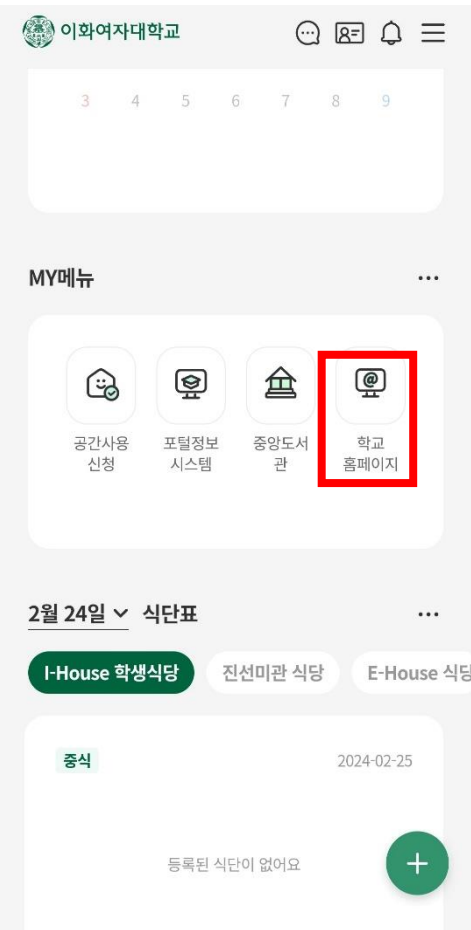 이화여자대학교
3 4 5 6 7 8 9
MY메뉴
공간사용 신청
포털정보 시스템
중앙도서관
학교 홈페이지
2월 24일 식단표
I-House 학생식당 진선미관 식당 E-House 식당
중식 2024-02-25
등록된 식단이 없어요